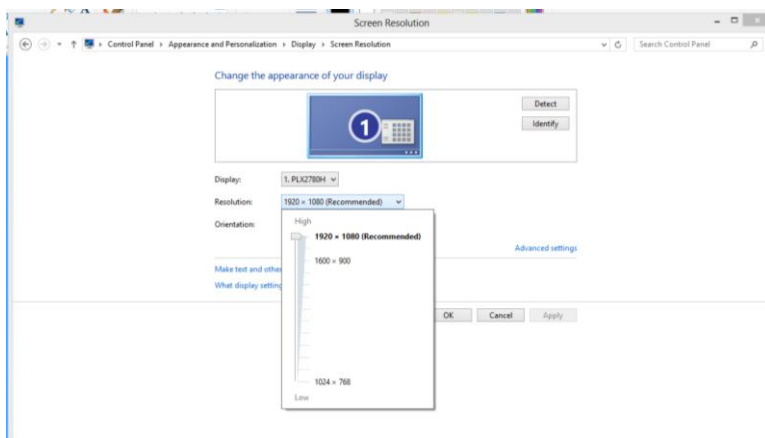 Screen Resolution
Control Panel › Appearance and Personalization › Display › Screen Resolution
Search Control Panel
Change the appearance of your display
1
Detect
Identify
Display: 1. PLX2780H
Resolution: 1920 × 1080 (Recommended)
Orientation:
High
1920 × 1080 (Recommended)
Advanced settings
1600 × 900
Make text and othe
What display setting
OK Cancel Apply
1024 × 768
Low